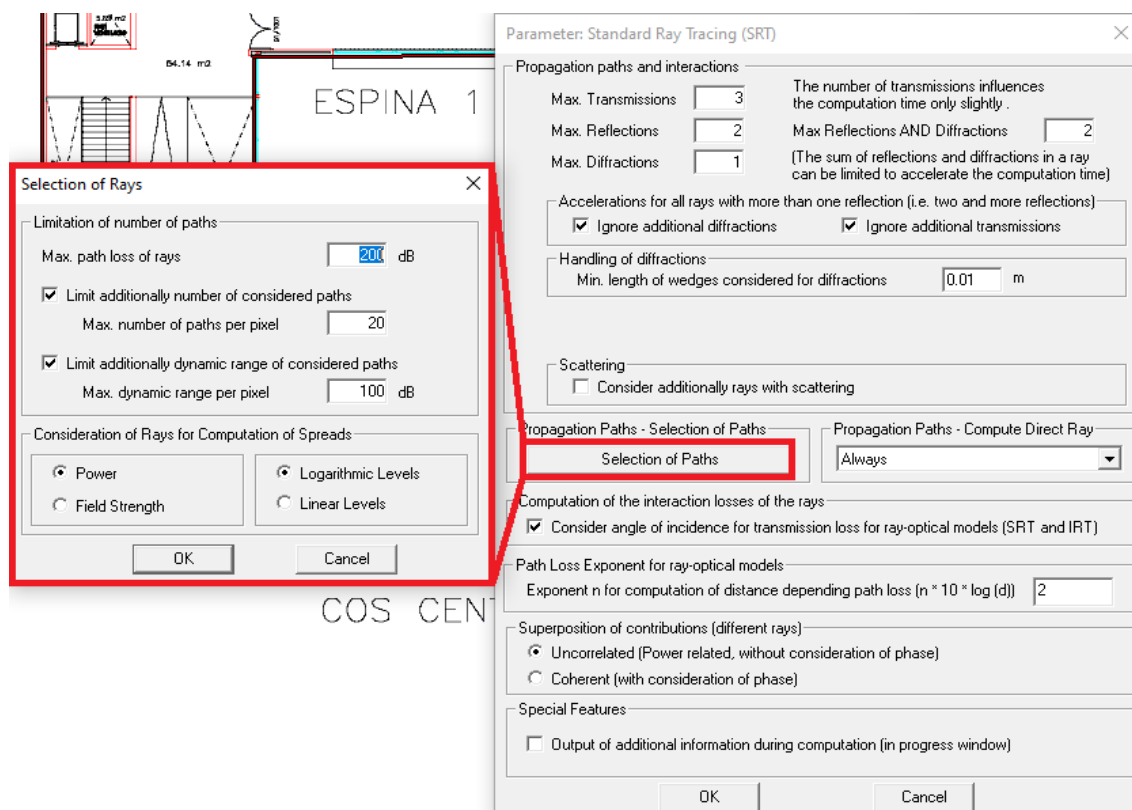 64.14 m2
ESPINA 1
COS CENT
Selection of Rays
Limitation of number of paths
Max. path loss of rays 200 dB
Limit additionally number of considered paths
Max. number of paths per pixel 20
Limit additionally dynamic range of considered paths
Max. dynamic range per pixel 100 dB
Consideration of Rays for Computation of Spreads
Power
Logarithmic Levels
Field Strength
Linear Levels
OK Cancel
Parameter: Standard Ray Tracing (SRT)
Propagation paths and interactions
Max. Transmissions 3
The number of transmissions influences
the computation time only slightly .
Max. Reflections 2
Max Reflections AND Diffractions 2
Max. Diffractions 1
(The sum of reflections and diffractions in a ray
can be limited to accelerate the computation time)
Accelerations for all rays with more than one reflection (i.e. two and more reflections)
Ignore additional diffractions
Ignore additional transmissions
Handling of diffractions
Min. length of wedges considered for diffractions 0.01 m
Scattering
Consider additionally rays with scattering
Propagation Paths - Selection of Paths
Selection of Paths
Propagation Paths - Compute Direct Ray
Always
Computation of the interaction losses of the rays
Consider angle of incidence for transmission loss for ray-optical models (SRT and IRT)
Path Loss Exponent for ray-optical models
Exponent n for computation of distance depending path loss (n * 10 * log (d)) 2
Superposition of contributions (different rays)
Uncorrelated (Power related, without consideration of phase)
Coherent (with consideration of phase)
Special Features
Output of additional information during computation (in progress window)
OK Cancel